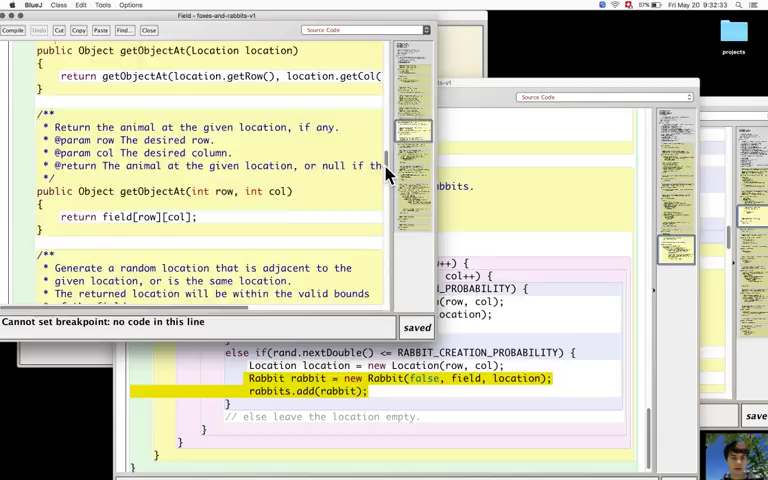 BlueJ Class Edit Tools Options
57% Fri May 20 9:32:33
Field - foxes-and-rabbits-v1
Compile Undo Cut Copy Paste Find... Close
Source Code
public Object getObjectAt(Location location)
{
return getObjectAt(location.getRow(), location.getCol(
}
/**
* Return the animal at the given location, if any.
* @param row The desired row.
* @param col The desired column.
* @return The animal at the given location, or null if th
*/
public Object getObjectAt(int row, int col)
{
return field[row][col];
}
/**
* Generate a random location that is adjacent to the
* given location, or is the same location.
* The returned location will be within the valid bounds
Cannot set breakpoint: no code in this line
saved
projects
s-v1
Source Code
rabbits.
w++) {
col++) {
N_PROBABILITY) {
(row, col);
ocation);
}
else if(rand.nextDouble() <= RABBIT_CREATION_PROBABILITY) {
Location location = new Location(row, col);
Rabbit rabbit = new Rabbit(false, field, location);
rabbits.add(rabbit);
}
// else leave the location empty.
}
}
}
}
save